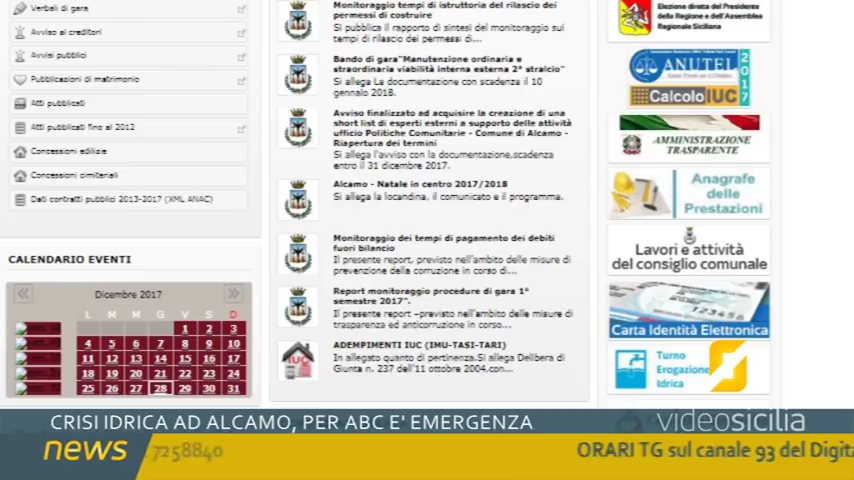 Verbali di gara
Avviso ai creditori
Avvisi pubblici
Pubblicazioni di matrimonio
Atti pubblicati
Atti pubblicati fino al 2012
Concessioni edilizie
Concessioni cimiteriali
Dati contratti pubblici 2013-2017 (XML ANAC)
CALENDARIO EVENTI
Dicembre 2017
L M M G V S D
1 2 3
4 5 6 7 8 9 10
11 12 13 14 15 16 17
18 19 20 21 22 23 24
25 26 27 28 29 30 31
Monitoraggio tempi di istruttoria del rilascio dei
permessi di costruire
Si pubblica il rapporto di sintesi del monitoraggio sul
tempi di rilascio dei permessi di...
Bando di gara"Manutenzione ordinaria e
straordinaria viabilità interna esterna 2° stralcio"
Si allega La documentazione con scadenza il 10
gennaio 2018.
Avviso finalizzato ad acquisire la creazione di una
short list di esperti esterni a supporto delle attività
ufficio Politiche Comunitarie - Comune di Alcamo -
Riapertura dei termini
Si allega l'avviso con la documentazione,scadenza
entro il 31 dicembre 2017.
Alcamo - Natale in centro 2017/2018
Si allega la locandina, il comunicato e il programma.
Monitoraggio dei tempi di pagamento dei debiti
fuori bilancio
Il presente report, previsto nell'ambito delle misure di
prevenzione della corruzione in corso di...
Report monitoraggio procedure di gara 1°
semestre 2017".
Il presente report –previsto nell'ambito de misure di
trasparenza ed anticorruzione in corso...
ADEMPIMENTI IUC (IMU-TASI-TARI)
In allegato quanto di pertinenza.Si allega Delibera di
Giunta n. 237 dell'11 ottobre 2004,con...
IUC
Elezione diretta del Presidente
della Regione e dell'Assemblea
Regionale Siciliana
ANUTEL
Calcolo IUC
2017
AMMINISTRAZIONE
TRASPARENTE
Anagrafe
delle
Prestazioni
Lavori e attività
del consiglio comunale
Carta Identità Elettronica
Turno
Erogazione
Idrica
CRISI IDRICA AD ALCAMO, PER ABC E' EMERGENZA
videosicilia
news
7258840
ORARI TG sul canale 93 del Digit